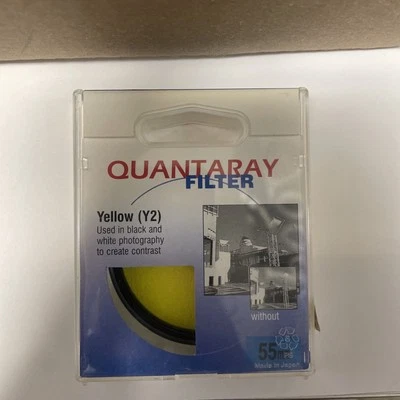 QUANTARAY
FILTER
Yellow (Y2)
Used in black and
white photography
to create contrast
without
55
Made in Japan